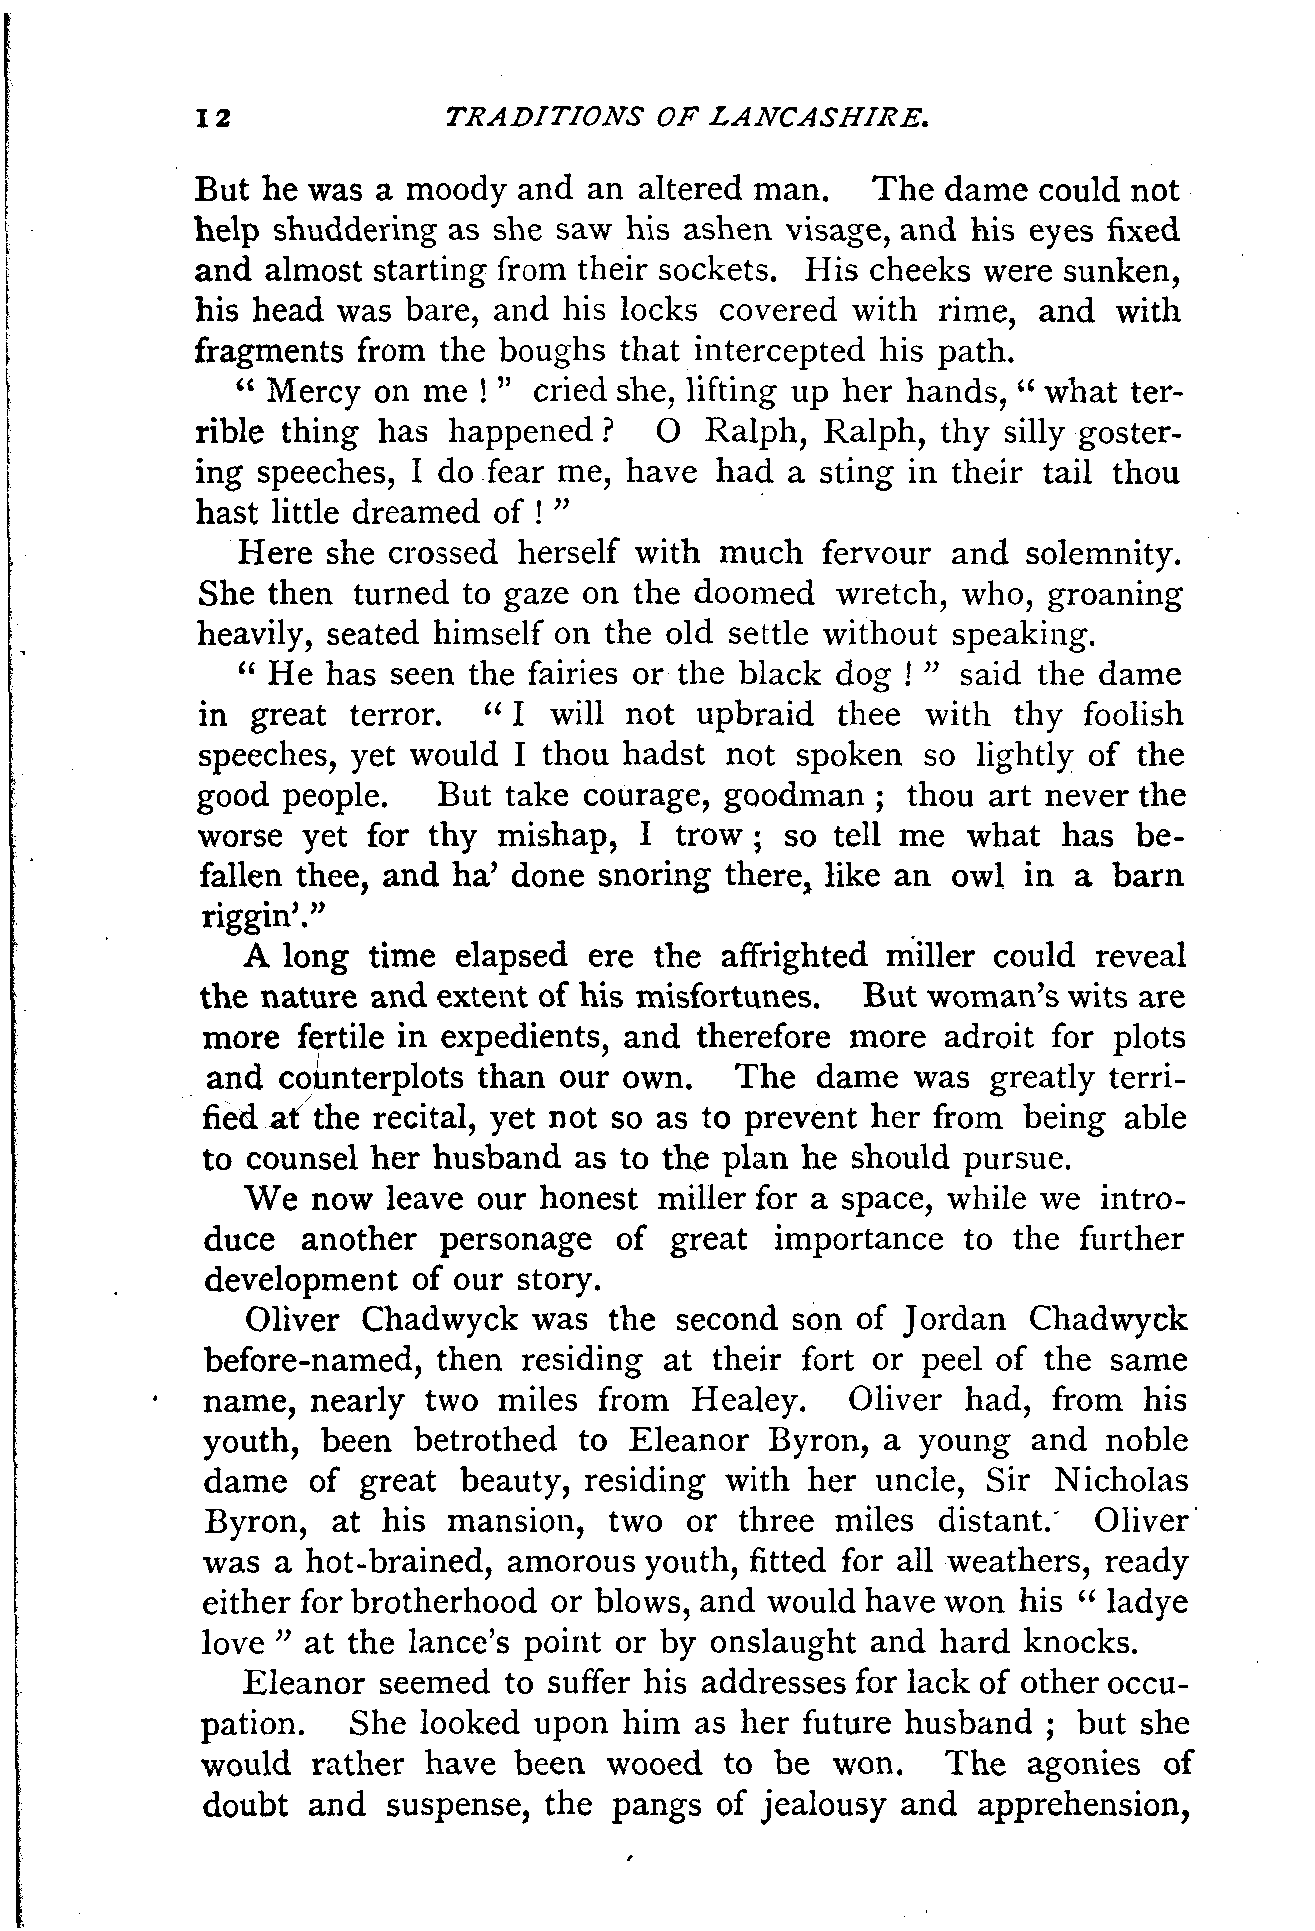 12 TRADITIONS OF LANCASHIRE.
But he was a moody and an altered man. The dame could not
help shuddering as she saw his ashen visage, and his eyes fixed
and almost starting from their sockets. His cheeks were sunken,
his head was bare, and his locks covered with rime, and with
fragments from the boughs that intercepted his path.
“ Mercy on me ! ” cried she, lifting up her hands, “ what ter-
rible thing has happened ? O Ralph, Ralph, thy silly goster-
ing speeches, I do fear me, have had a sting in their tail thou
hast little dreamed of ! ”
Here she crossed herself with much fervour and solemnity.
She then turned to gaze on the doomed wretch, who, groaning
heavily, seated himself on the old settle without speaking.
“ He has seen the fairies or the black dog ! ” said the dame
in great terror. “ I will not upbraid thee with thy foolish
speeches, yet would I thou hadst not spoken so lightly of the
good people. But take courage, goodman ; thou art never the
worse yet for thy mishap, I trow ; so tell me what has be-
fallen thee, and ha’ done snoring there, like an owl in a barn
riggin’.”
A long time elapsed ere the affrighted miller could reveal
the nature and extent of his misfortunes. But woman’s wits are
more fertile in expedients, and therefore more adroit for plots
and counterplots than our own. The dame was greatly terri-
fied at the recital, yet not so as to prevent her from being able
to counsel her husband as to the plan he should pursue.
We now leave our honest miller for a space, while we intro-
duce another personage of great importance to the further
development of our story.
Oliver Chadwyck was the second son of Jordan Chadwyck
before-named, then residing at their fort or peel of the same
name, nearly two miles from Healey. Oliver had, from his
youth, been betrothed to Eleanor Byron, a young and noble
dame of great beauty, residing with her uncle, Sir Nicholas
Byron, at his mansion, two or three miles distant. Oliver
was a hot-brained, amorous youth, fitted for all weathers, ready
either for brotherhood or blows, and would have won his “ ladye
love ” at the lance’s point or by onslaught and hard knocks.
Eleanor seemed to suffer his addresses for lack of other occu-
pation. She looked upon him as her future husband ; but she
would rather have been wooed to be won. The agonies of
doubt and suspense, the pangs of jealousy and apprehension,